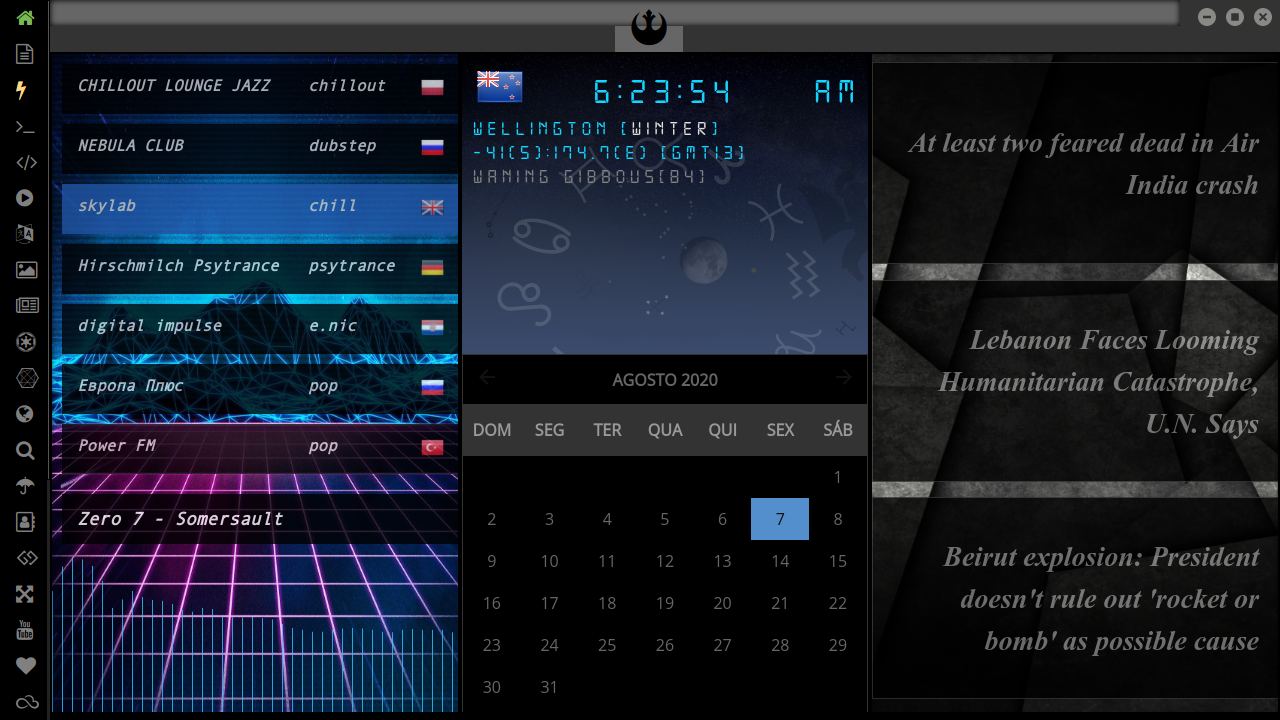 CHILLOUT LOUNGE JAZZ chillout
NEBULA CLUB dubstep
skylab chill
Hirschmilch Psytrance psytrance
digital impulse e.nic
Европа Плюс pop
Power FM pop
Zero 7 - Somersault
6:23:54 AM
WELLINGTON [WINTER]
-41(S):174.7(E) [GMT13]
WANING GIBBOUS[84]
AGOSTO 2020
DOM SEG TER QUA QUI SEX SÁB
1
2 3 4 5 6 7 8
9 10 11 12 13 14 15
16 17 18 19 20 21 22
23 24 25 26 27 28 29
30 31
At least two feared dead in Air
India crash
Lebanon Faces Looming
Humanitarian Catastrophe,
U.N. Says
Beirut explosion: President
doesn't rule out 'rocket or
bomb' as possible cause
You
Tube